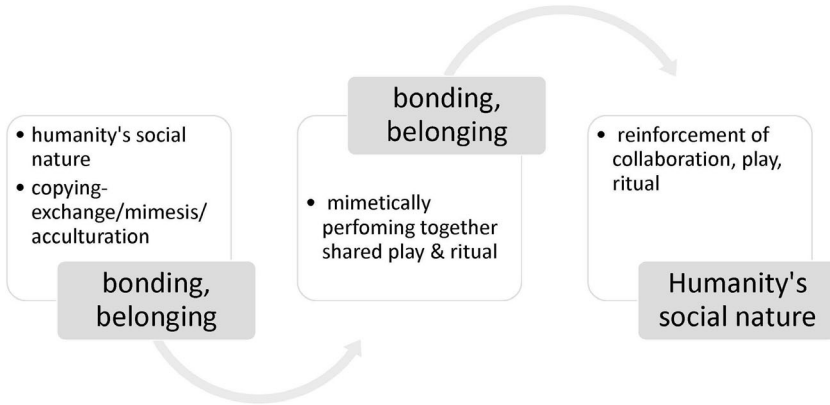 • humanity's social
nature
• copying-
exchange/mimesis/
acculturation
bonding,
belonging
bonding,
belonging
• mimetically
perfoming together
shared play & ritual
• reinforcement of
collaboration, play,
ritual
Humanity's
social nature